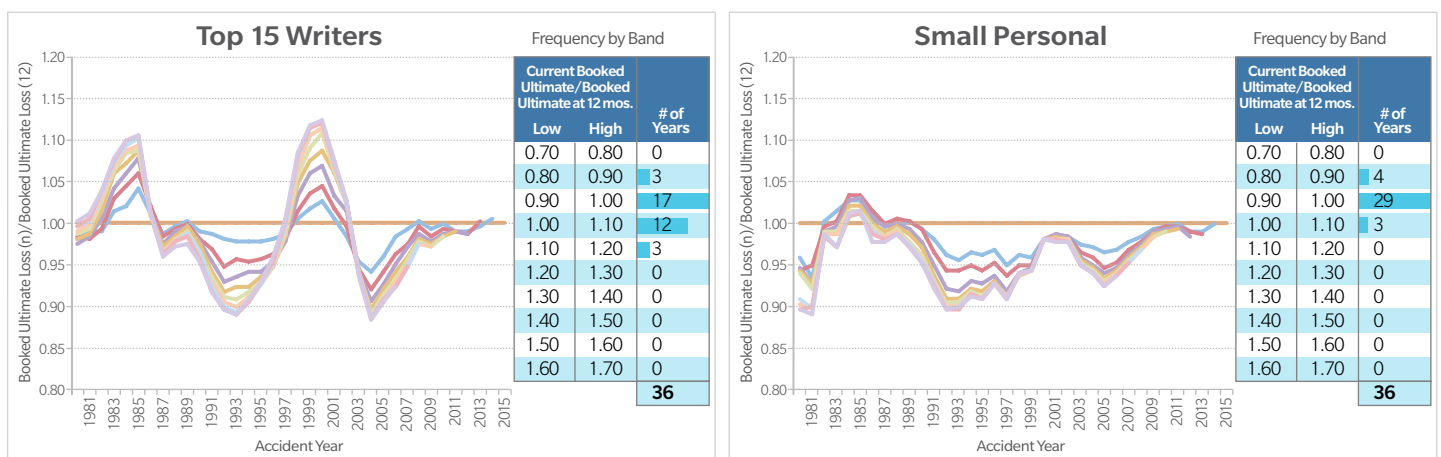 Top 15 Writers
Frequency by Band
Booked Ultimate Loss (n)/Booked Ultimate Loss (12)
1.20
1.15
1.10
1.05
1.00
0.95
0.90
0.85
0.80
1981 1983 1985 1987 1989 1991 1993 1995 1997 1999 2001 2003 2005 2007 2009 2011 2013 2015
Accident Year
Current Booked
Ultimate/Booked
Ultimate at 12 mos.
# of
Years
Low High
0.70 0.80 0
0.80 0.90 3
0.90 1.00 17
1.00 1.10 12
1.10 1.20 3
1.20 1.30 0
1.30 1.40 0
1.40 1.50 0
1.50 1.60 0
1.60 1.70 0
36
Small Personal
Frequency by Band
Booked Ultimate Loss (n)/Booked Ultimate Loss (12)
1.20
1.15
1.10
1.05
1.00
0.95
0.90
0.85
0.80
1981 1983 1985 1987 1989 1991 1993 1995 1997 1999 2001 2003 2005 2007 2009 2011 2013 2015
Accident Year
Current Booked
Ultimate/Booked
Ultimate at 12 mos.
# of
Years
Low High
0.70 0.80 0
0.80 0.90 4
0.90 1.00 29
1.00 1.10 3
1.10 1.20 0
1.20 1.30 0
1.30 1.40 0
1.40 1.50 0
1.50 1.60 0
1.60 1.70 0
36